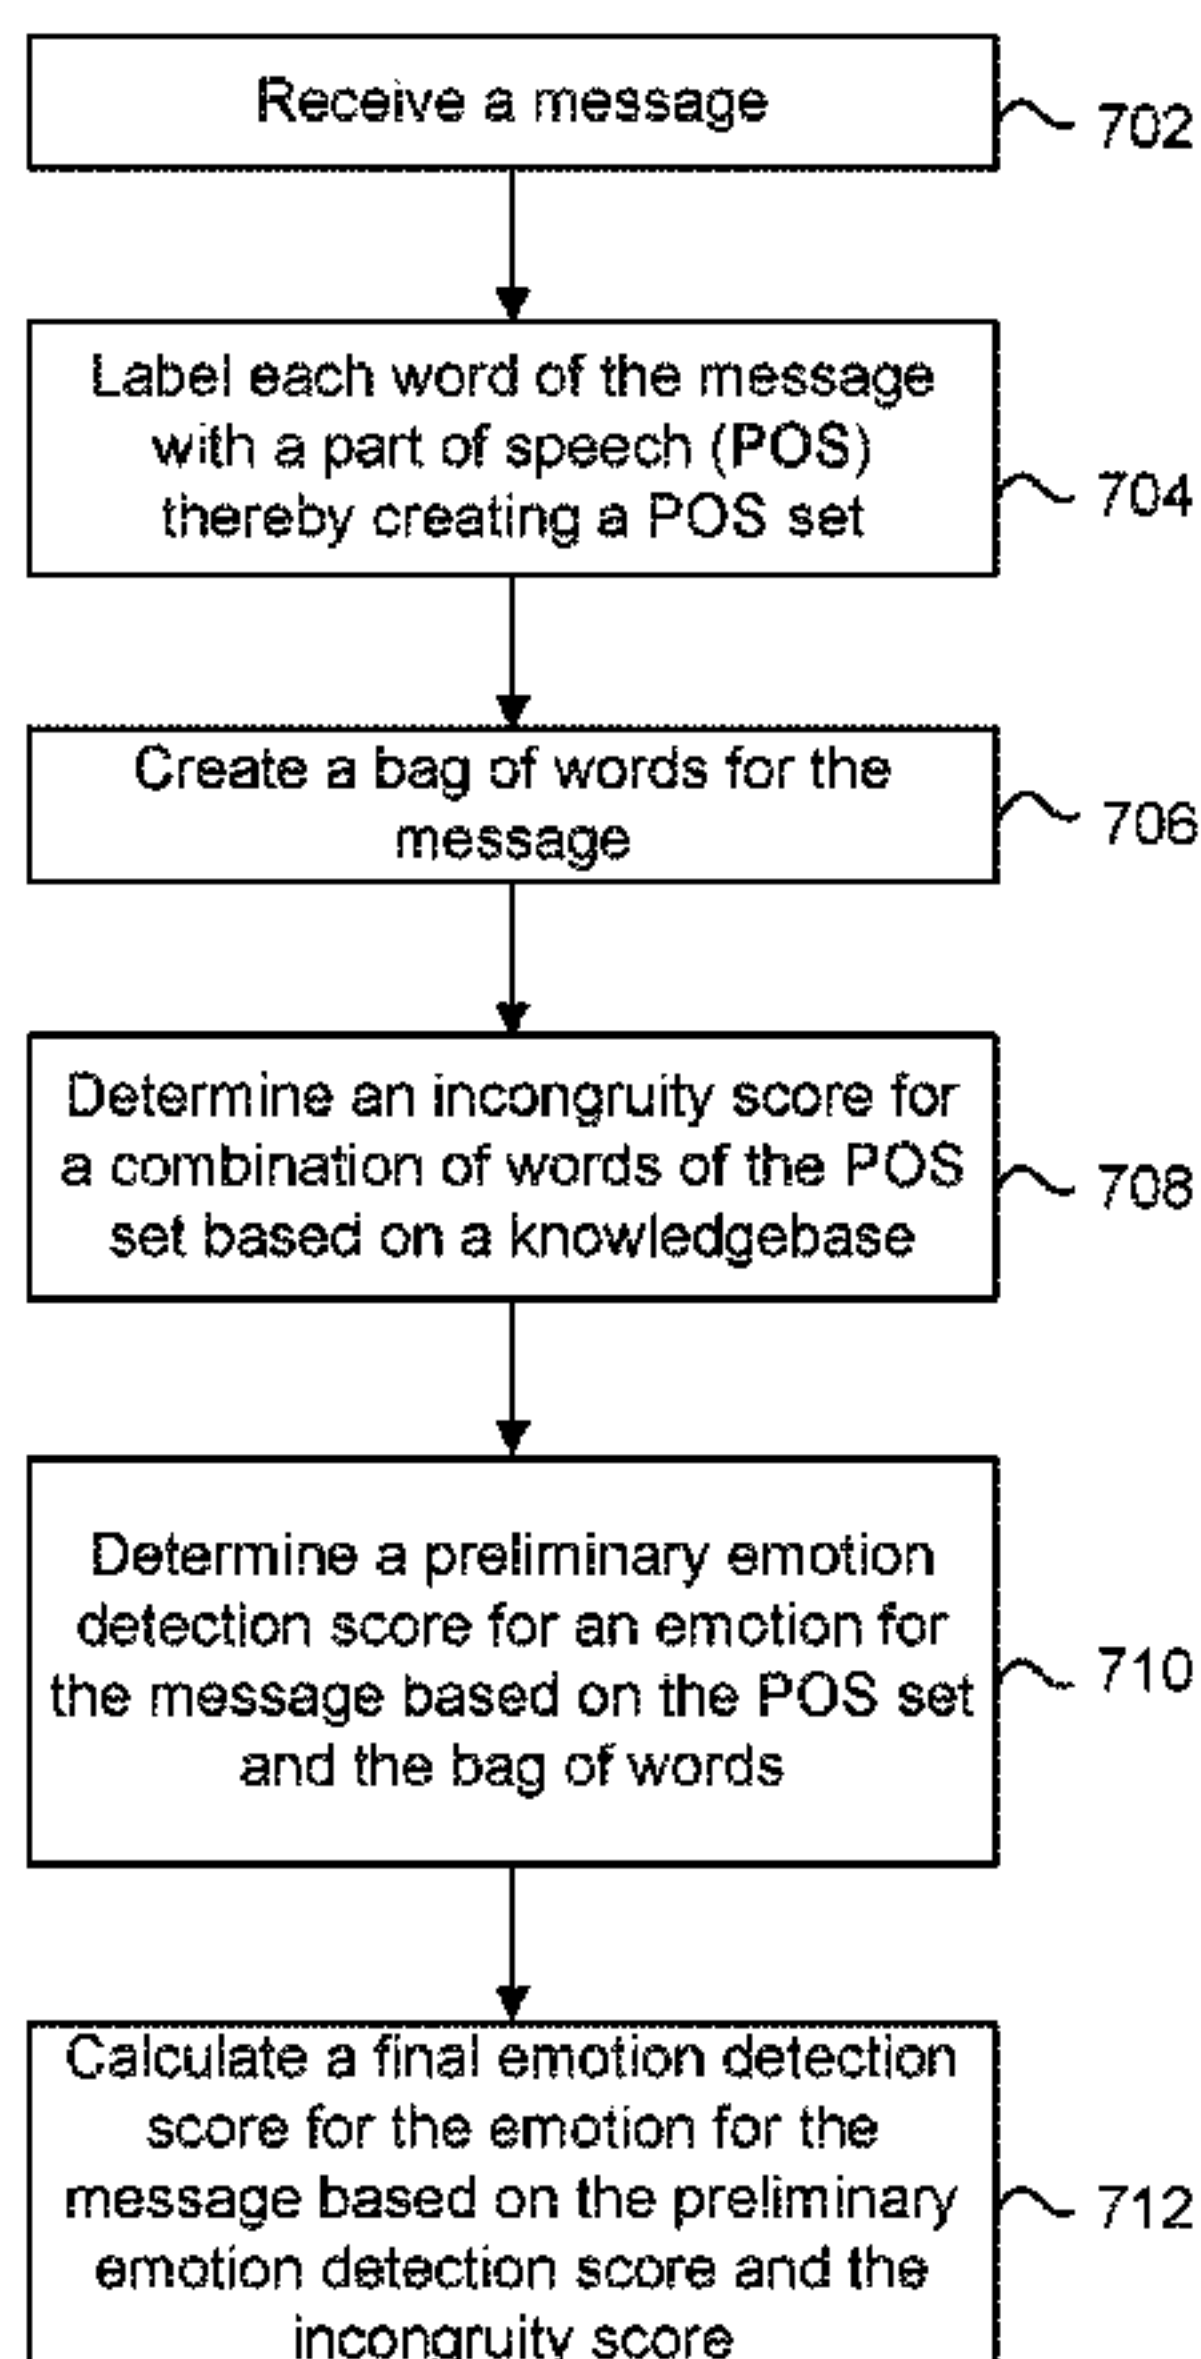 Receive a message
702
Label each word of the message
with a part of speech (POS)
thereby creating a POS set
704
Create a bag of words for the
message
706
Determine an incongruity score for
a combination of words of the POS
set based on a knowledgebase
708
Determine a preliminary emotion
detection score for an emotion for
the message based on the POS set
and the bag of words
710
Calculate a final emotion detection
score for the emotion for the
message based on the preliminary
emotion detection score and the
incongruity score
712